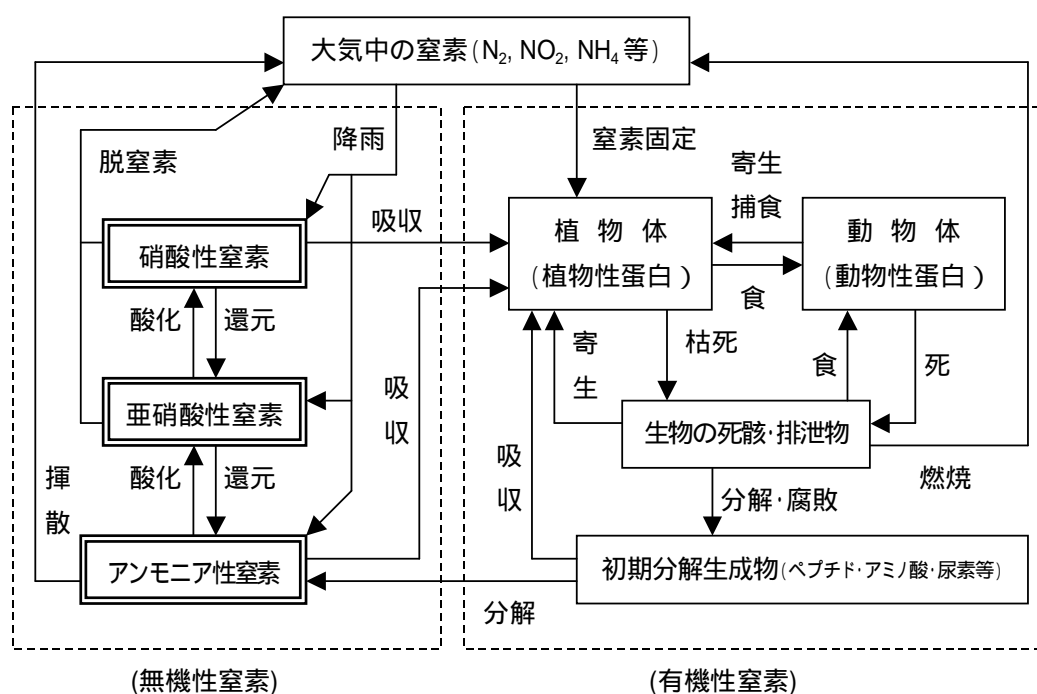 大気中の窒素(N₂, NO₂, NH₄ 等)
降雨
窒素固定
脱窒素
寄生
捕食
吸収
植物体
(植物性蛋白)
動物体
(動物性蛋白)
硝酸性窒素
食
酸化
還元
枯死
寄生
食
死
吸収
亜硝酸性窒素
生物の死骸・排泄物
酸化
還元
吸収
燃焼
揮散
分解・腐敗
アンモニア性窒素
初期分解生成物(ペプチド・アミノ酸・尿素等)
分解
(無機性窒素)
(有機性窒素)